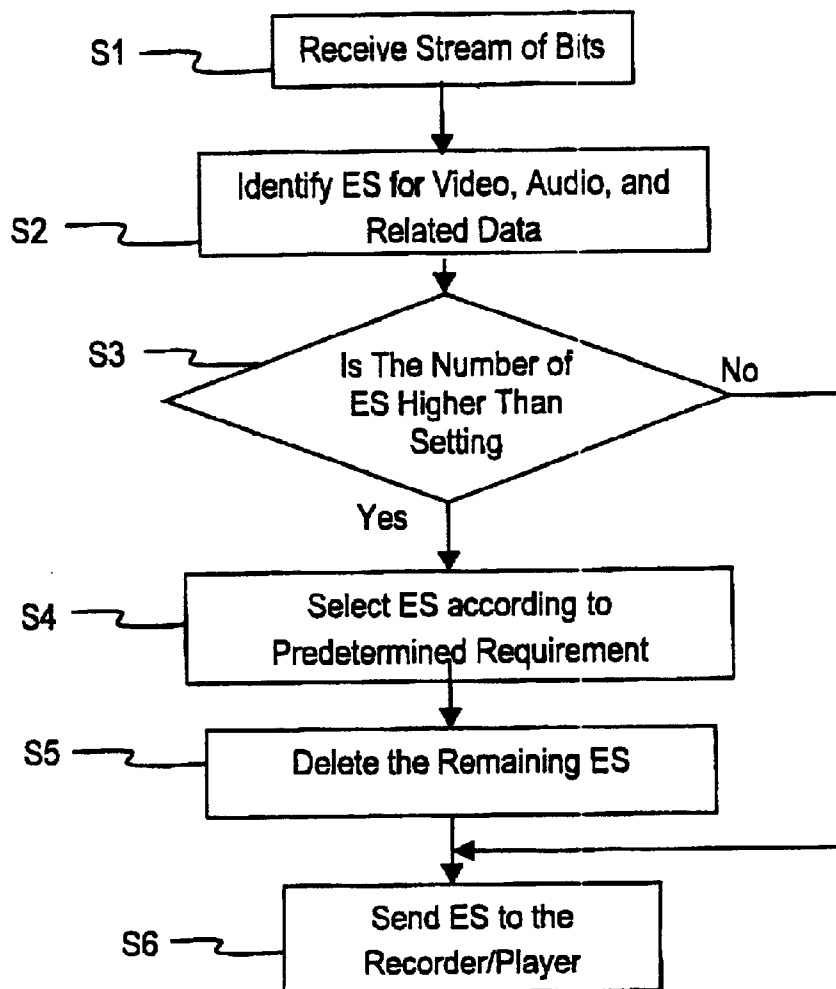 S1
Receive Stream of Bits
S2
Identify ES for Video, Audio, and
Related Data
S3
Is The Number of
ES Higher Than
Setting
No
Yes
S4
Select ES according to
Predetermined Requirement
S5
Delete the Remaining ES
S6
Send ES to the
Recorder/Player